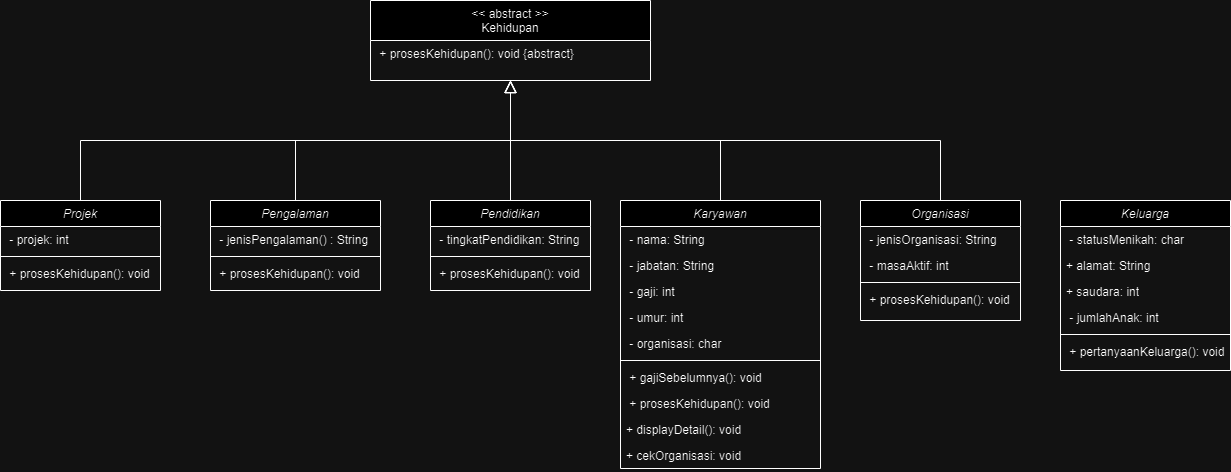 << abstract >>
Kehidupan
+ prosesKehidupan(): void {abstract}
Projek
- projek: int
+ prosesKehidupan(): void
Pengalaman
- jenisPengalaman() : String
+ prosesKehidupan(): void
Pendidikan
- tingkatPendidikan: String
+ prosesKehidupan(): void
Karyawan
- nama: String
- jabatan: String
- gaji: int
- umur: int
- organisasi: char
+ gajiSebelumnya(): void
+ prosesKehidupan(): void
+ displayDetail(): void
+ cekOrganisasi: void
Organisasi
- jenisOrganisasi: String
- masaAktif: int
+ prosesKehidupan(): void
Keluarga
- statusMenikah: char
+ alamat: String
+ saudara: int
- jumlahAnak: int
+ pertanyaanKeluarga(): void